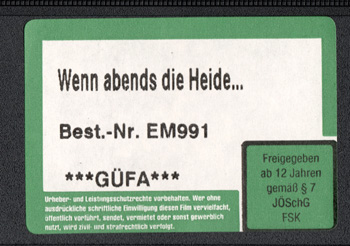 Wenn abends die Heide...
Best.-Nr. EM991
***GÜFA***
Urheber- und Leistungsschutzrechte vorbehalten. Wer ohne
ausdrückliche schriftliche Einwilligung diesen Film vervielfacht,
öffentlich vorführt, sendet, vermietet oder sonst gewerblich
nutzt, wird zivil- und strafrechtlich verfolgt.
Freigegeben
ab 12 Jahren
gemäß § 7
JÖSchG
FSK